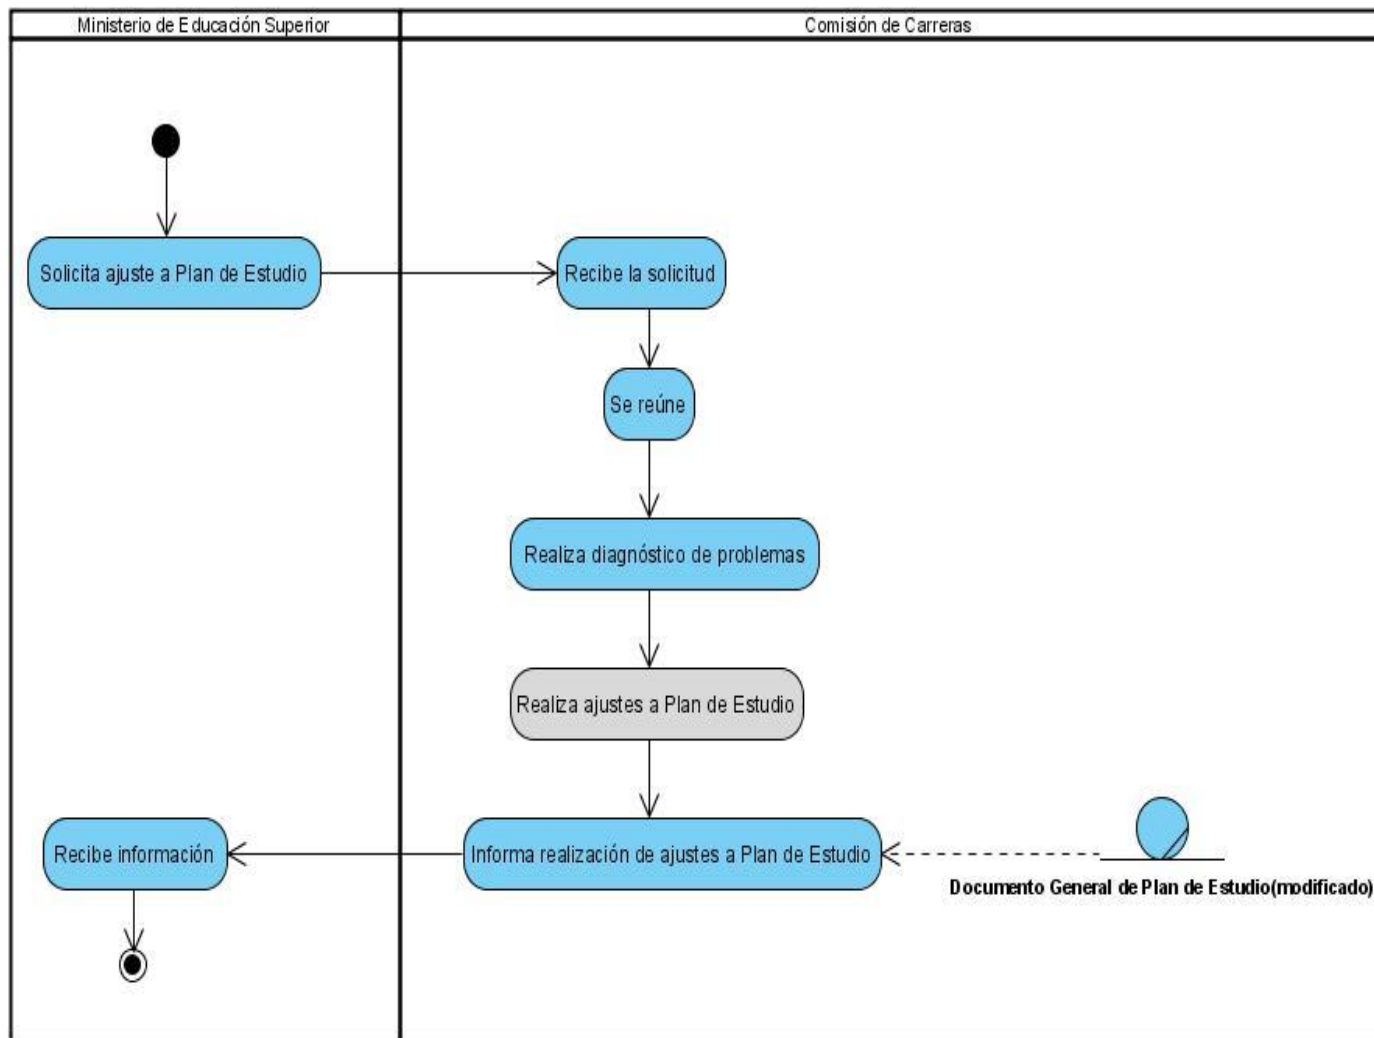 Ministerio de Educación Superior
Comisión de Carreras
Solicita ajuste a Plan de Estudio
Recibe la solicitud
Se reúne
Realiza diagnóstico de problemas
Realiza ajustes a Plan de Estudio
Recibe información
Informa realización de ajustes a Plan de Estudio
Documento General de Plan de Estudio(modificado)